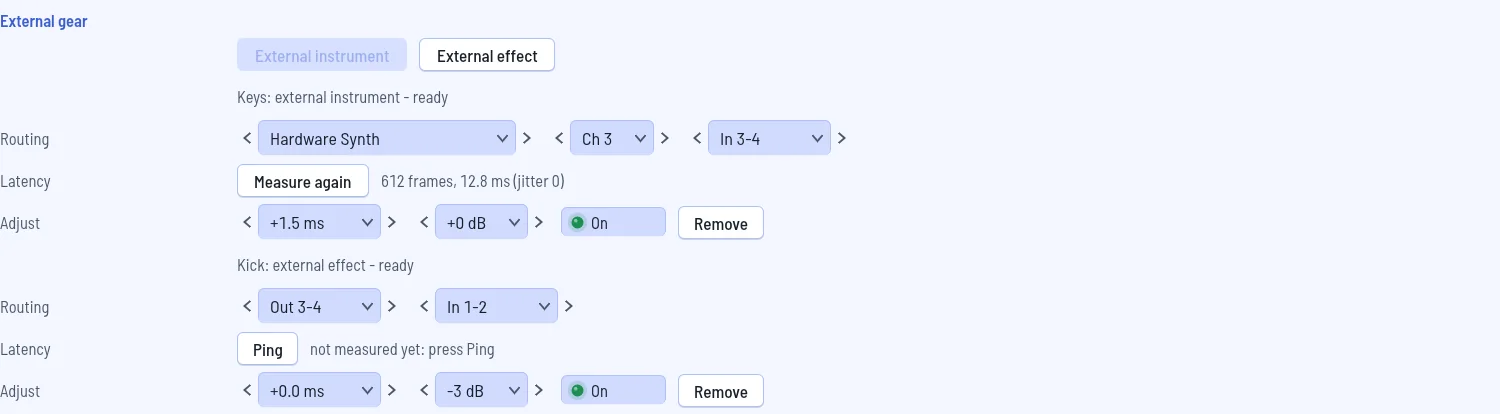 External gear
External instrument External effect
Keys: external instrument - ready
Routing < Hardware Synth > < Ch 3 > < In 3-4 >
Latency Measure again 612 frames, 12.8 ms (jitter 0)
Adjust < +1.5 ms > < +0 dB > On Remove
Kick: external effect - ready
Routing < Out 3-4 > < In 1-2 >
Latency Ping not measured yet: press Ping
Adjust < +0.0 ms > < -3 dB > On Remove